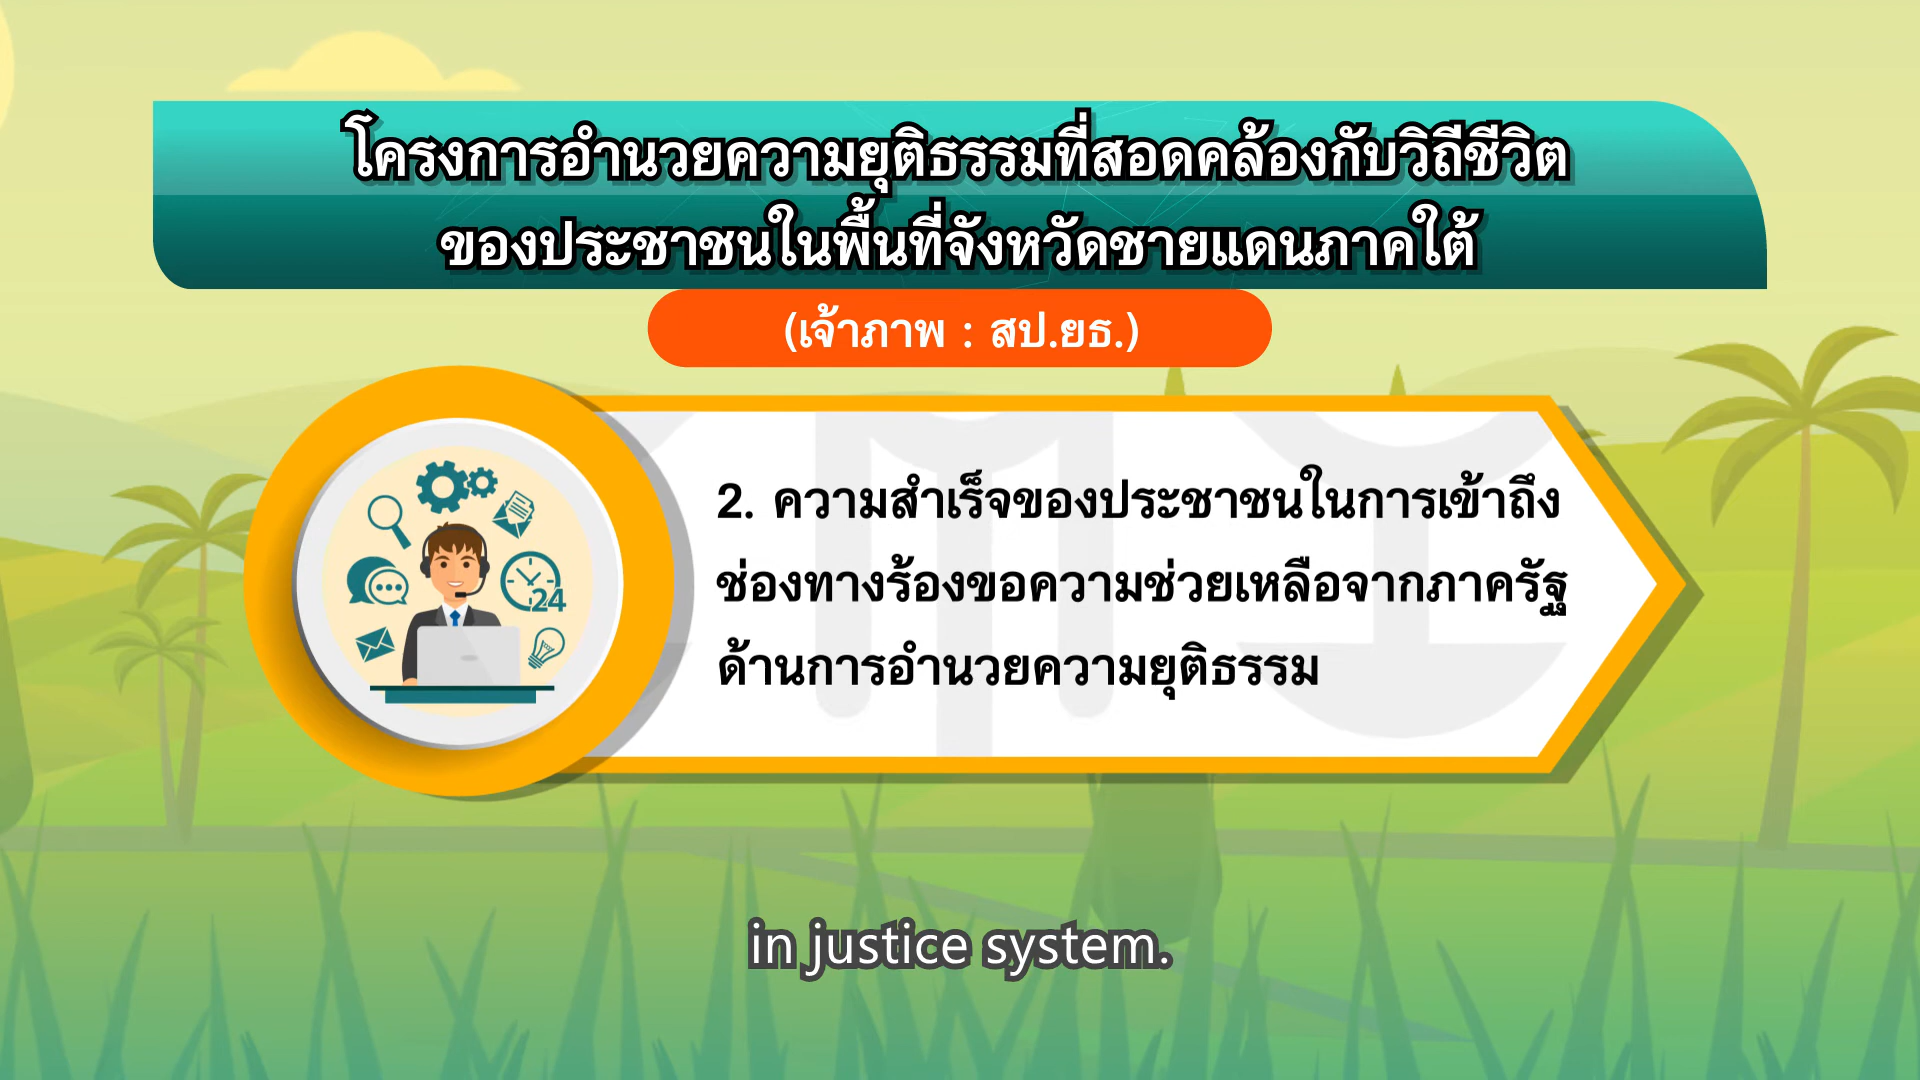 โครงการอำนวยความยุติธรรมที่สอดคล้องกับวิถีชีวิต
ของประชาชนในพื้นที่จังหวัดชายแดนภาคใต้
(เจ้าภาพ : สป.ยธ.)
24
2. ความสำเร็จของประชาชนในการเข้าถึง
ช่องทางร้องขอความช่วยเหลือจากภาครัฐ
ด้านการอำนวยความยุติธรรม
in justice system.